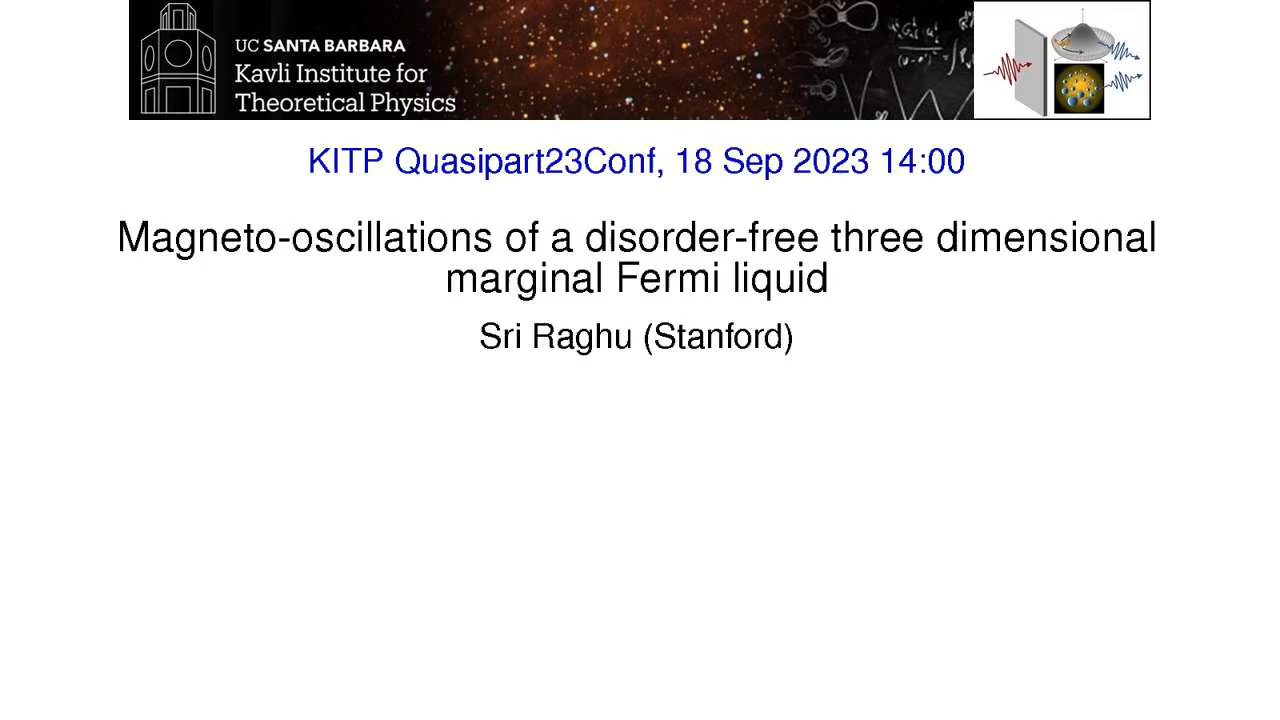 UC SANTA BARBARA
Kavli Institute for
Theoretical Physics
KITP Quasipart23Conf, 18 Sep 2023 14:00
Magneto-oscillations of a disorder-free three dimensional
marginal Fermi liquid
Sri Raghu (Stanford)